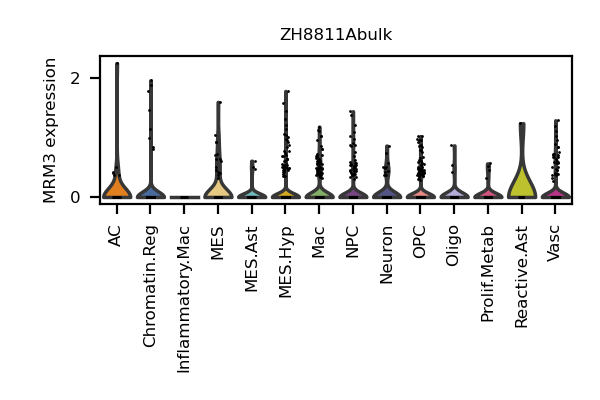 ZH8811Abulk
MRM3 expression
2
0
AC
Chromatin.Reg
Inflammatory.Mac
MES
MES.Ast
MES.Hyp
Mac
NPC
Neuron
OPC
Oligo
Prolif.Metab
Reactive.Ast
Vasc